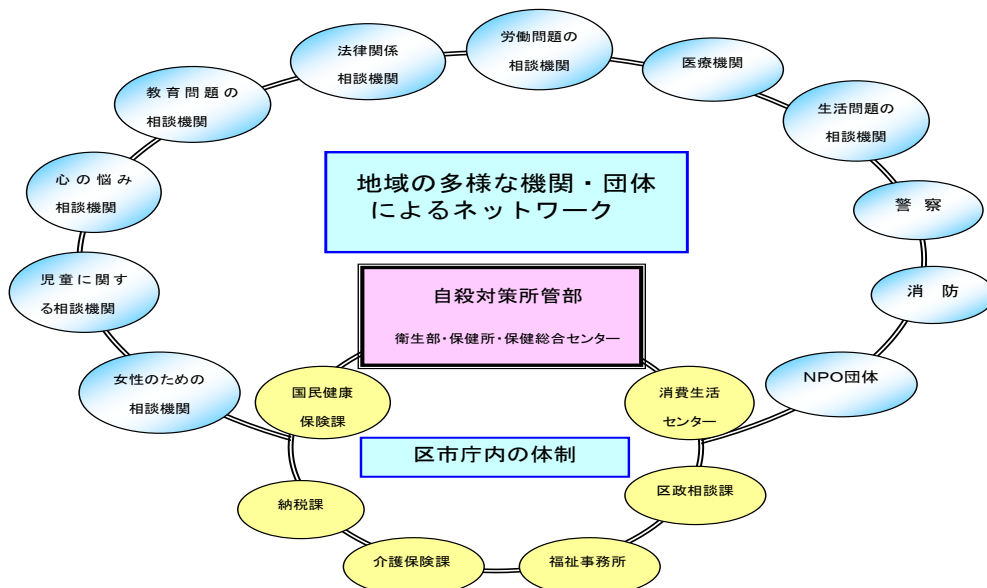 労働問題の
相談機関
法律関係
相談機関
医療機関
教育問題の
相談機関
生活問題の
相談機関
心の悩み
相談機関
地域の多様な機関・団体
によるネットワーク
警察
児童に関す
る相談機関
自殺対策所管部
衛生部・保健所・保健総合センター
消防
女性のための
相談機関
国民健康
保険課
消費生活
センター
NPO団体
区市庁内の体制
納税課
区政相談課
介護保険課
福祉事務所